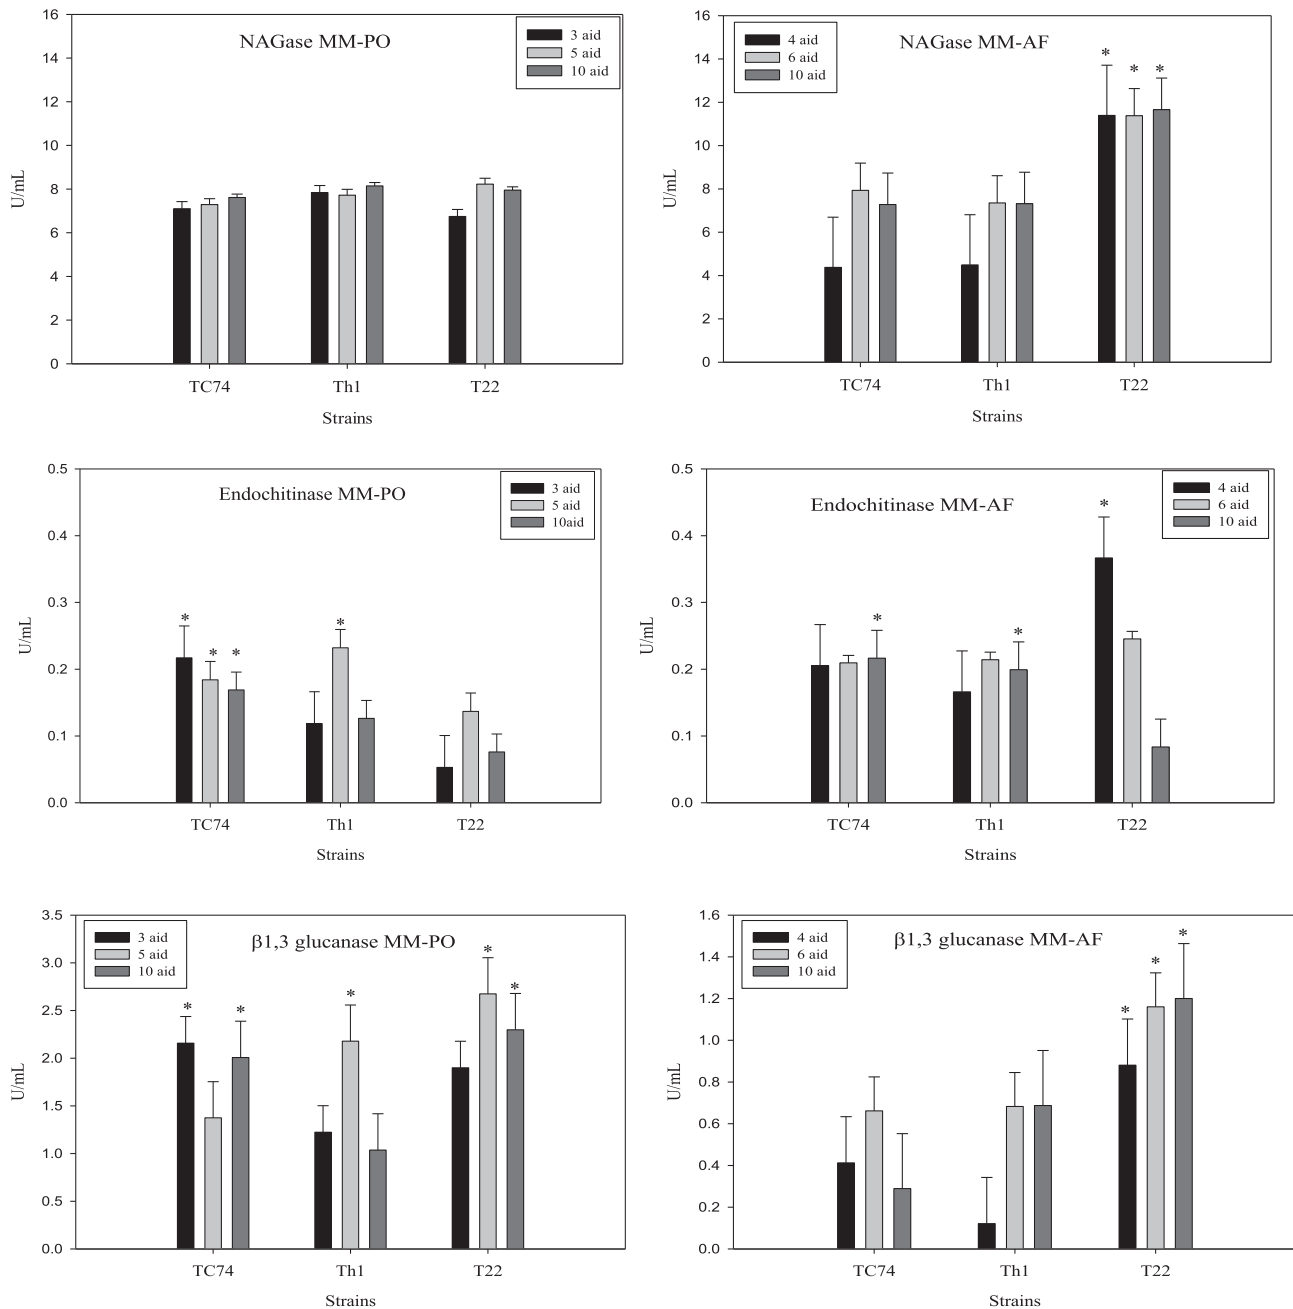 NAGase MM-PO
3 aid
5 aid
10 aid
16
14
12
10
8
6
4
2
0
U/mL
TC74 Th1 T22
Strains
NAGase MM-AF
4 aid
6 aid
10 aid
16
14
12
10
8
6
4
2
0
U/mL
* * *
TC74 Th1 T22
Strains
Endochitinase MM-PO
3 aid
5 aid
10aid
0.5
0.4
0.3
0.2
0.1
0.0
U/mL
* * * *
TC74 Th1 T22
Strains
Endochitinase MM-AF
4 aid
6 aid
10 aid
0.5
0.4
0.3
0.2
0.1
0.0
U/mL
* * *
TC74 Th1 T22
Strains
β1,3 glucanase MM-PO
3 aid
5 aid
10 aid
3.5
3.0
2.5
2.0
1.5
1.0
0.5
0.0
U/mL
* * * * *
TC74 Th1 T22
Strains
β1,3 glucanase MM-AF
4 aid
6 aid
10 aid
1.6
1.4
1.2
1.0
0.8
0.6
0.4
0.2
0.0
U/mL
* * *
TC74 Th1 T22
Strains